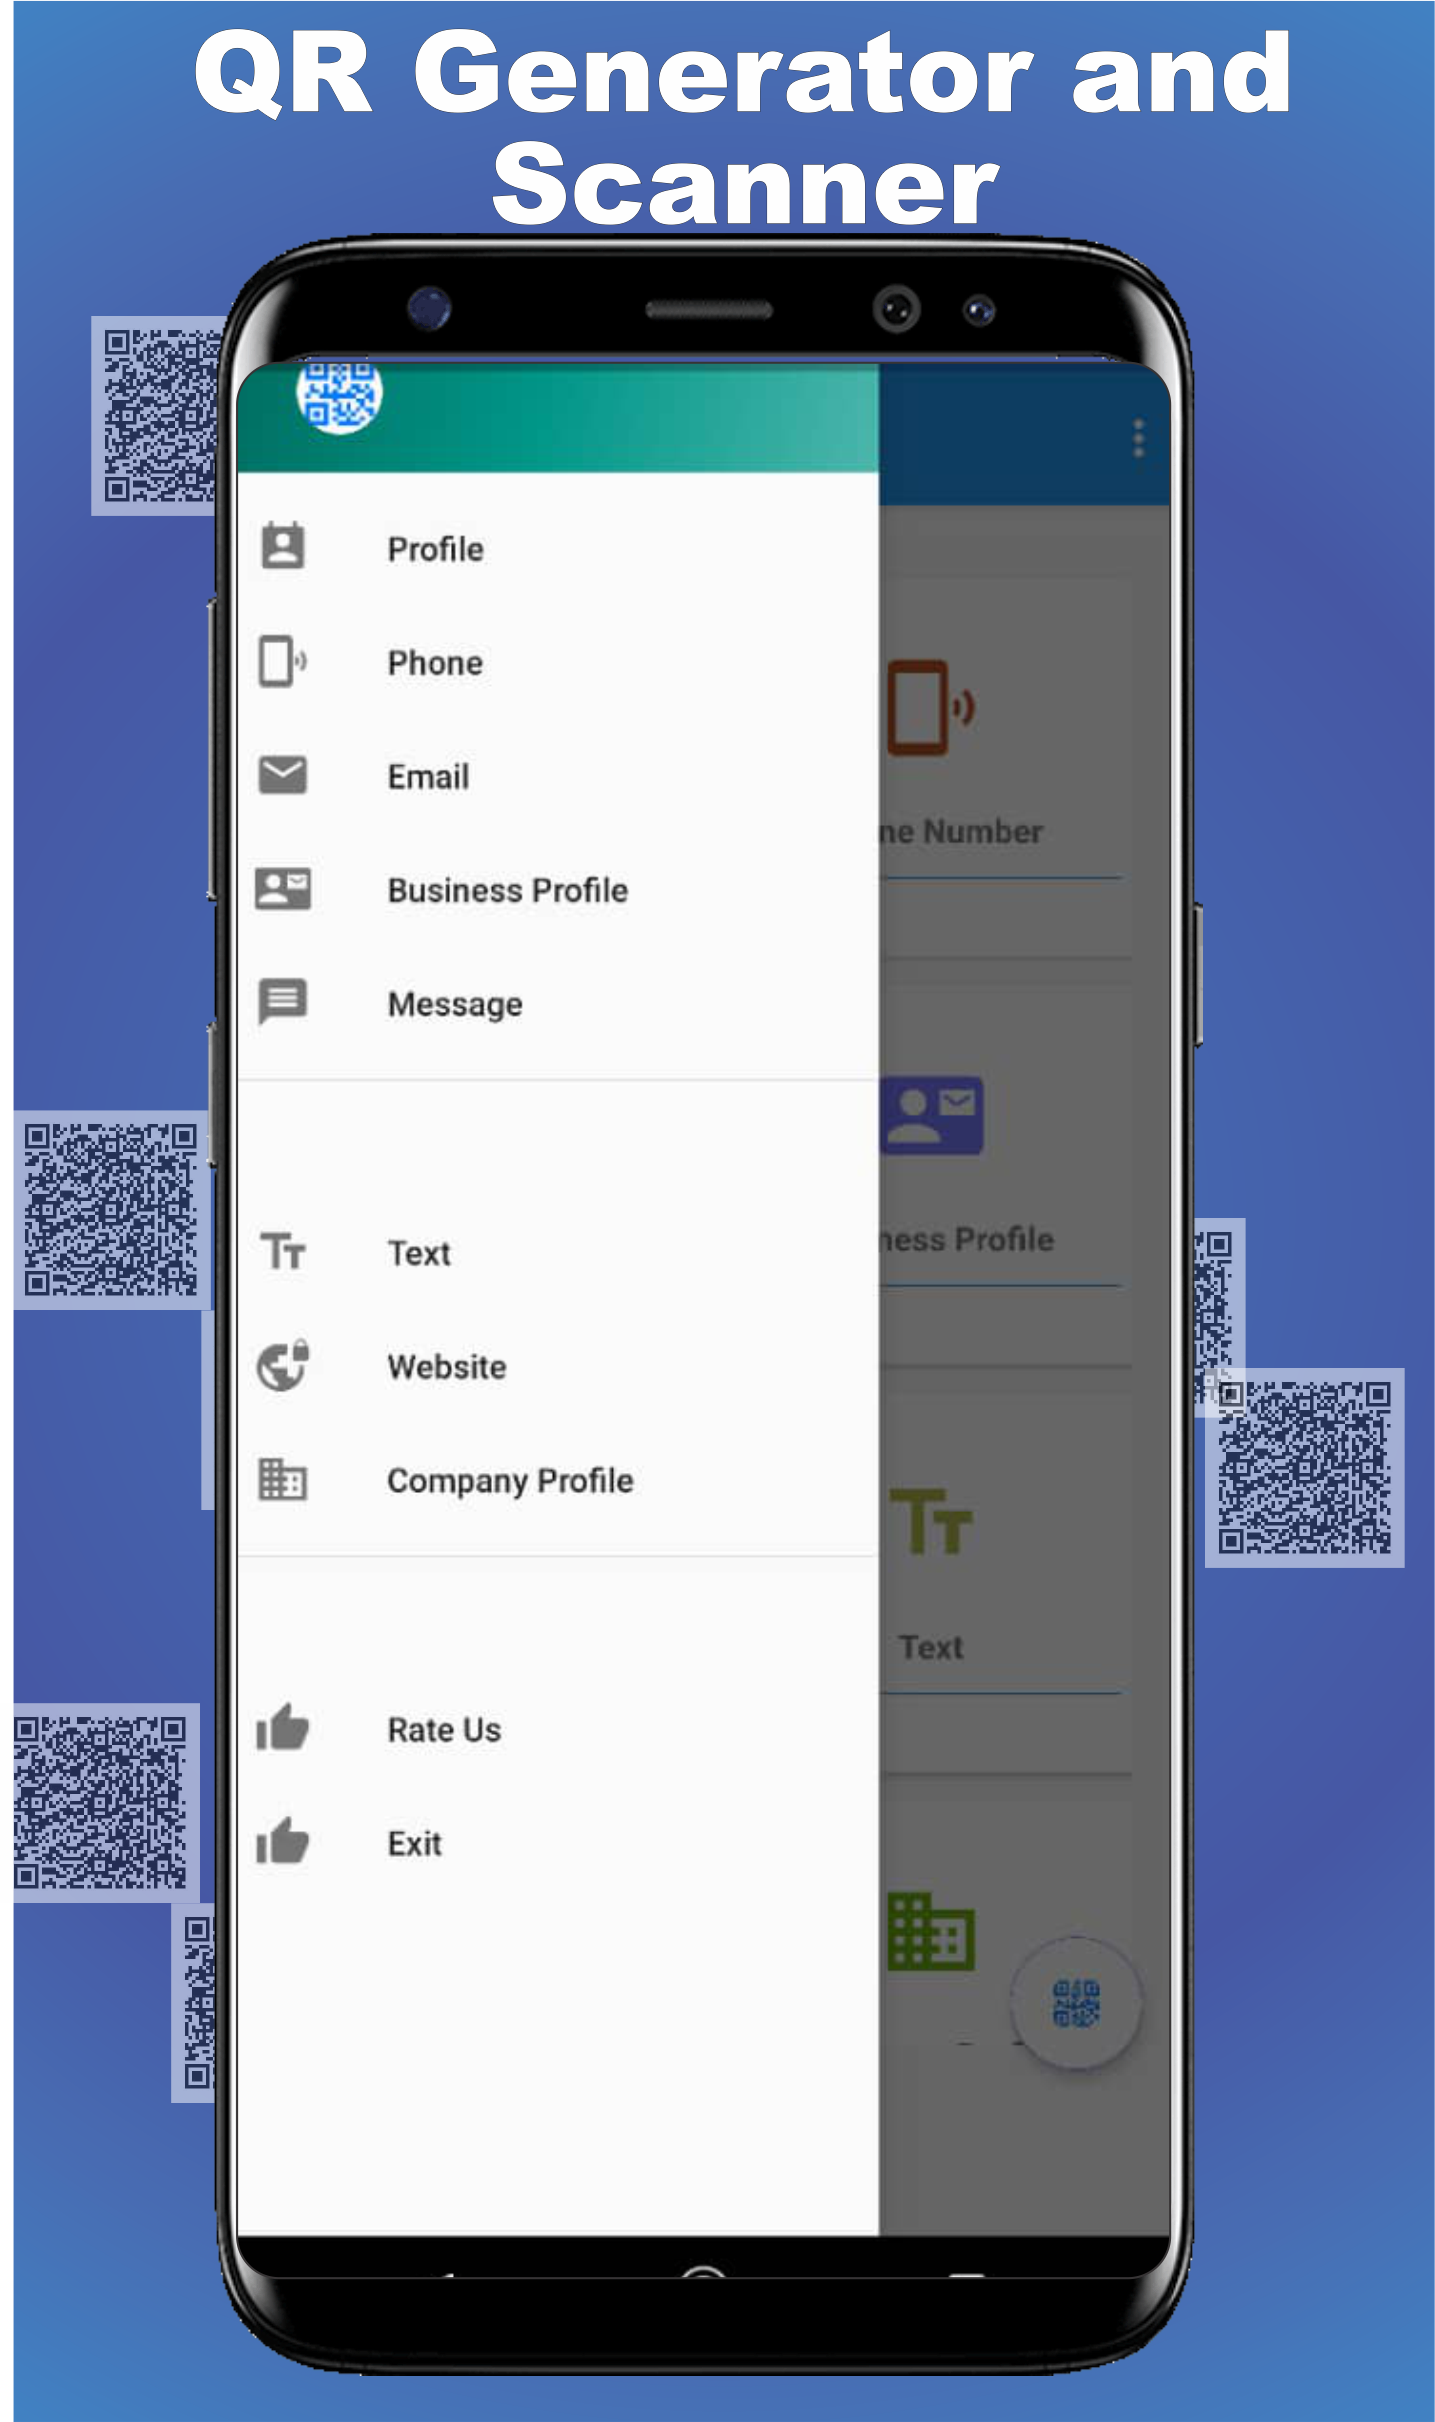 QR Generator and
Scanner
Profile
Phone
Email
Business Profile
Message
Text
Website
Company Profile
Rate Us
Exit
ne Number
ness Profile
Text